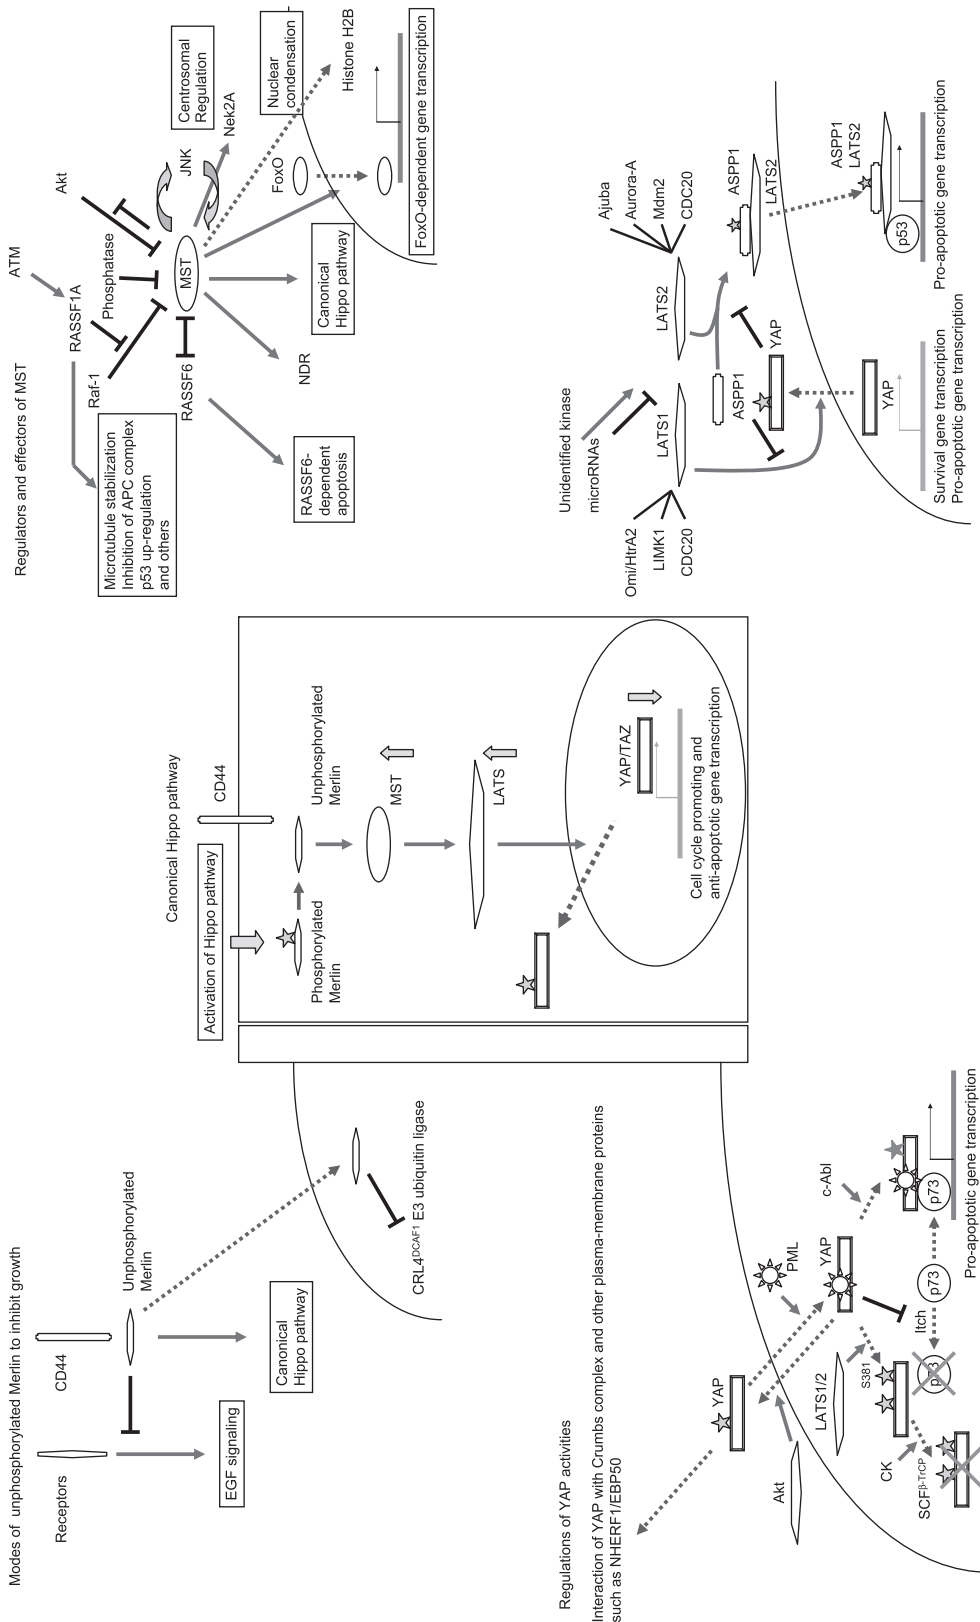 Modes of unphosphorylated Merlin to inhibit growth
Receptors
CD44
Unphosphorylated
Merlin
EGF signaling
Canonical
Hippo pathway
CRL4DCAF1 E3 ubiquitin ligase
Canonical Hippo pathway
Activation of Hippo pathway
CD44
Phosphorylated
Merlin
Unphosphorylated
Merlin
MST
LATS
YAP/TAZ
Cell cycle promoting and
anti-apoptotic gene transcription
Regulators and effectors of MST
ATM
RASSF1A
Raf-1
Phosphatase
Akt
Microtubule stabilization
Inhibition of APC complex
p53 up-regulation
and others
RASSF6
MST
JNK
Centrosomal
Regulation
Nek2A
RASSF6-
dependent
apoptosis
NDR
Canonical
Hippo pathway
FoxO
Nuclear
condensation
Histone H2B
FoxO-dependent gene transcription
Regulations of YAP activities
Interaction of YAP with Crumbs complex and other plasma-membrane proteins
such as NHERF1/EBP50
YAP
Akt
PML
LATS1/2
YAP
c-Abl
S381
CK
SCFβ-TrCP
Itch
p73
p73
p73
Pro-apoptotic gene transcription
Unidentified kinase
microRNAs
Omi/HtrA2
LIMK1
CDC20
LATS1
LATS2
Ajuba
Aurora-A
Mdm2
CDC20
ASPP1
YAP
ASPP1
LATS2
YAP
ASPP1
LATS2
p53
Survival gene transcription
Pro-apoptotic gene transcription
Pro-apoptotic gene transcription